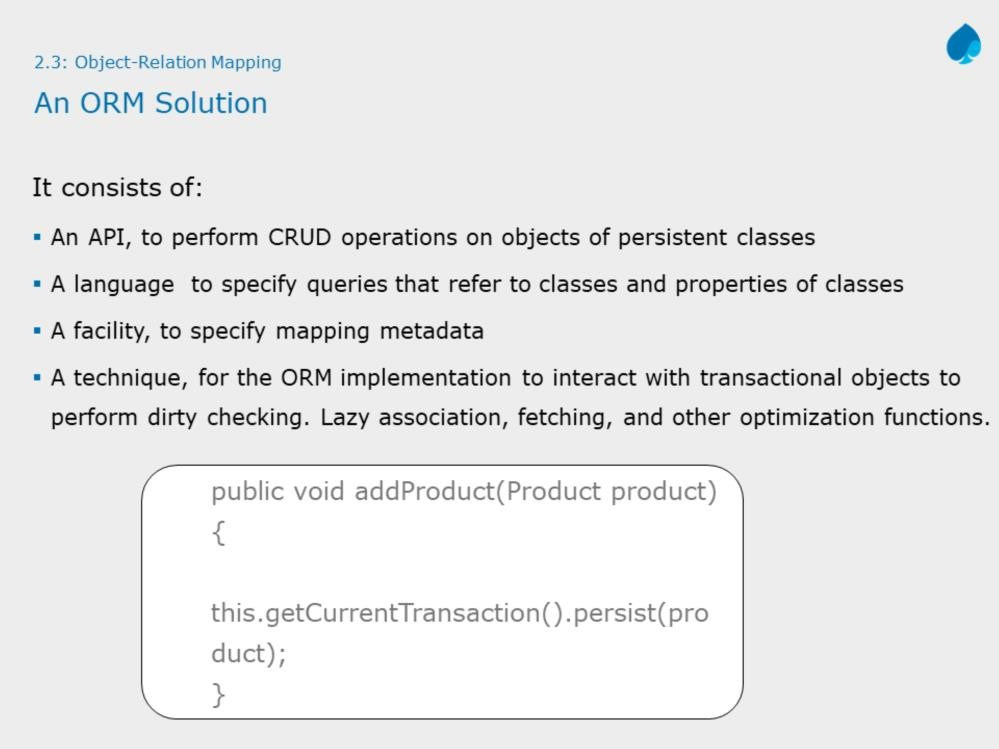 2.3: Object-Relation Mapping
An ORM Solution
It consists of:
▪ An API, to perform CRUD operations on objects of persistent classes
▪ A language to specify queries that refer to classes and properties of classes
▪ A facility, to specify mapping metadata
▪ A technique, for the ORM implementation to interact with transactional objects to
perform dirty checking. Lazy association, fetching, and other optimization functions.
public void addProduct(Product product)
{
this.getCurrentTransaction().persist(pro
duct);
}